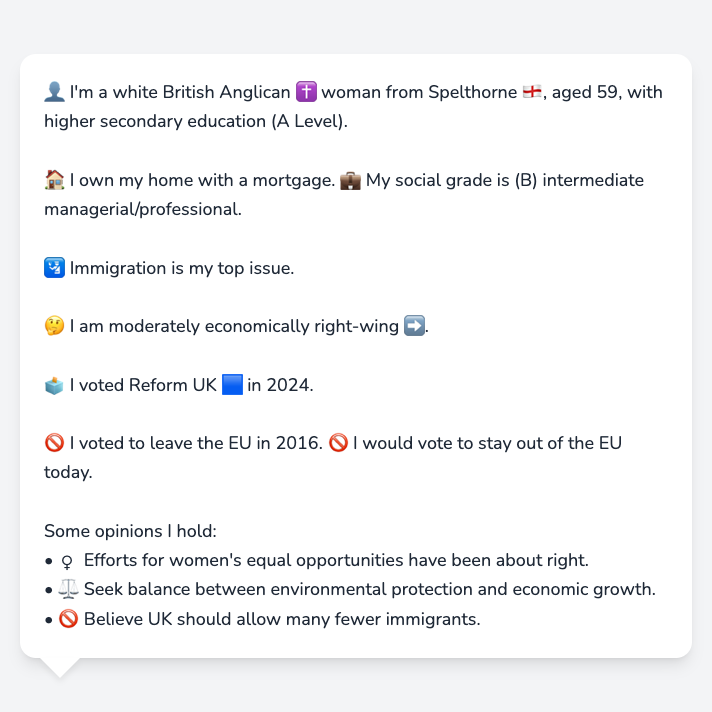 👤 I'm a white British Anglican ✝️ woman from Spelthorne 🏴󠁧󠁢󠁥󠁮󠁧󠁿, aged 59, with
higher secondary education (A Level).
🏠 I own my home with a mortgage. 💼 My social grade is (B) intermediate
managerial/professional.
🛂 Immigration is my top issue.
🤔 I am moderately economically right-wing ➡️.
🗳️ I voted Reform UK 🟦 in 2024.
🚫 I voted to leave the EU in 2016. 🚫 I would vote to stay out of the EU
today.
Some opinions I hold:
• ♀ Efforts for women's equal opportunities have been about right.
• ⚖️ Seek balance between environmental protection and economic growth.
• 🚫 Believe UK should allow many fewer immigrants.